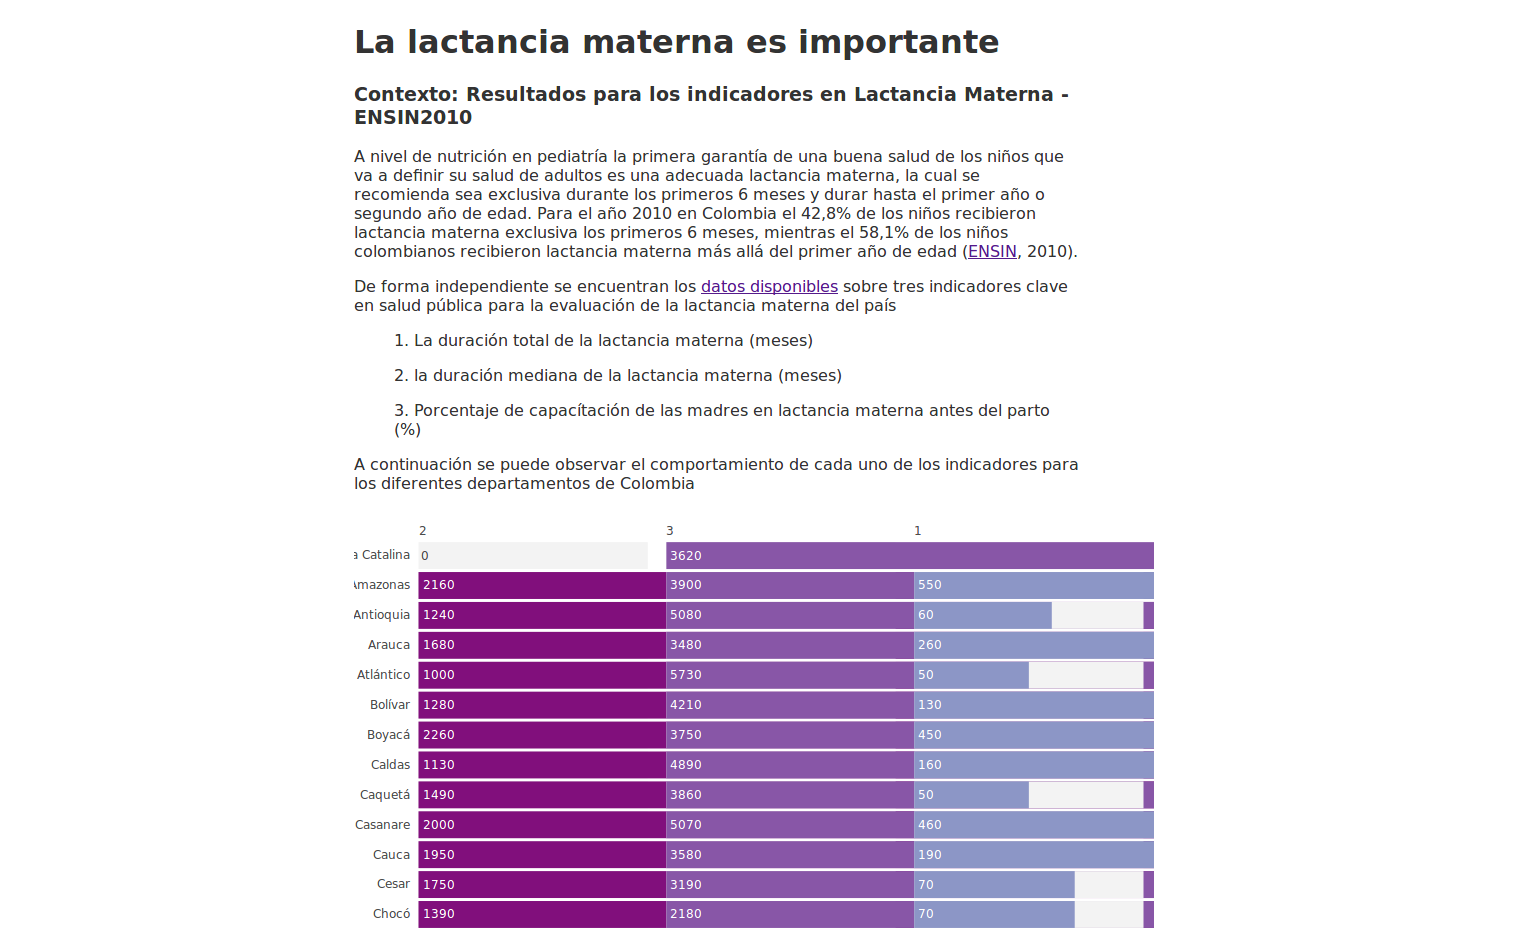 La lactancia materna es importante
Contexto: Resultados para los indicadores en Lactancia Materna -
ENSIN2010
A nivel de nutrición en pediatría la primera garantía de una buena salud de los niños que
va a definir su salud de adultos es una adecuada lactancia materna, la cual se
recomienda sea exclusiva durante los primeros 6 meses y durar hasta el primer año o
segundo año de edad. Para el año 2010 en Colombia el 42,8% de los niños recibieron
lactancia materna exclusiva los primeros 6 meses, mientras el 58,1% de los niños
colombianos recibieron lactancia materna más allá del primer año de edad (ENSIN, 2010).
De forma independiente se encuentran los datos disponibles sobre tres indicadores clave
en salud pública para la evaluación de la lactancia materna del país
1. La duración total de la lactancia materna (meses)
2. la duración mediana de la lactancia materna (meses)
3. Porcentaje de capacítación de las madres en lactancia materna antes del parto
(%)
A continuación se puede observar el comportamiento de cada uno de los indicadores para
los diferentes departamentos de Colombia
2 3 1
a Catalina 0 3620
Amazonas 2160 3900 550
Antioquia 1240 5080 60
Arauca 1680 3480 260
Atlántico 1000 5730 50
Bolívar 1280 4210 130
Boyacá 2260 3750 450
Caldas 1130 4890 160
Caquetá 1490 3860 50
Casanare 2000 5070 460
Cauca 1950 3580 190
Cesar 1750 3190 70
Chocó 1390 2180 70